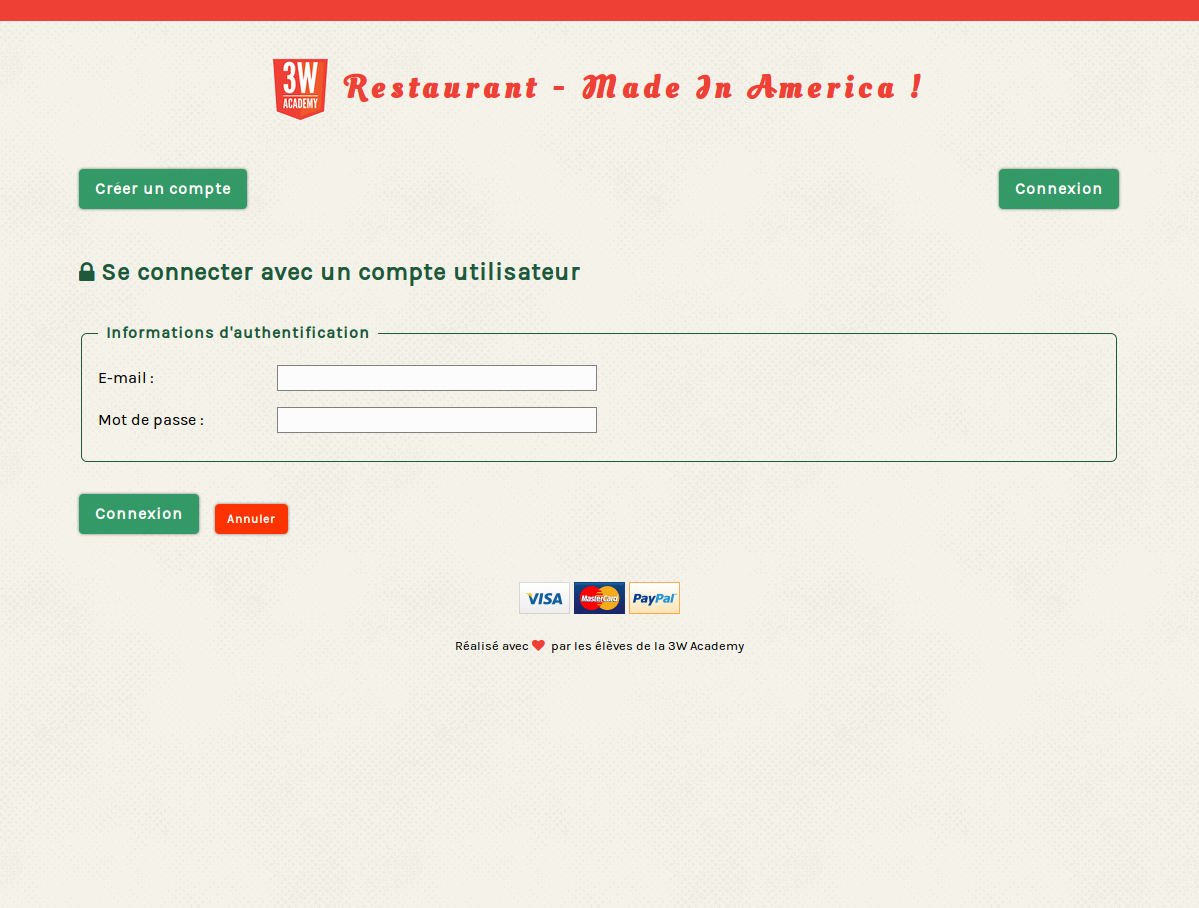 3W
ACADEMY
Restaurant - Made In America !
Créer un compte
Connexion
Se connecter avec un compte utilisateur
Informations d'authentification
E-mail :
Mot de passe :
Connexion
Annuler
VISA
MasterCard
PayPal
Réalisé avec par les élèves de la 3W Academy